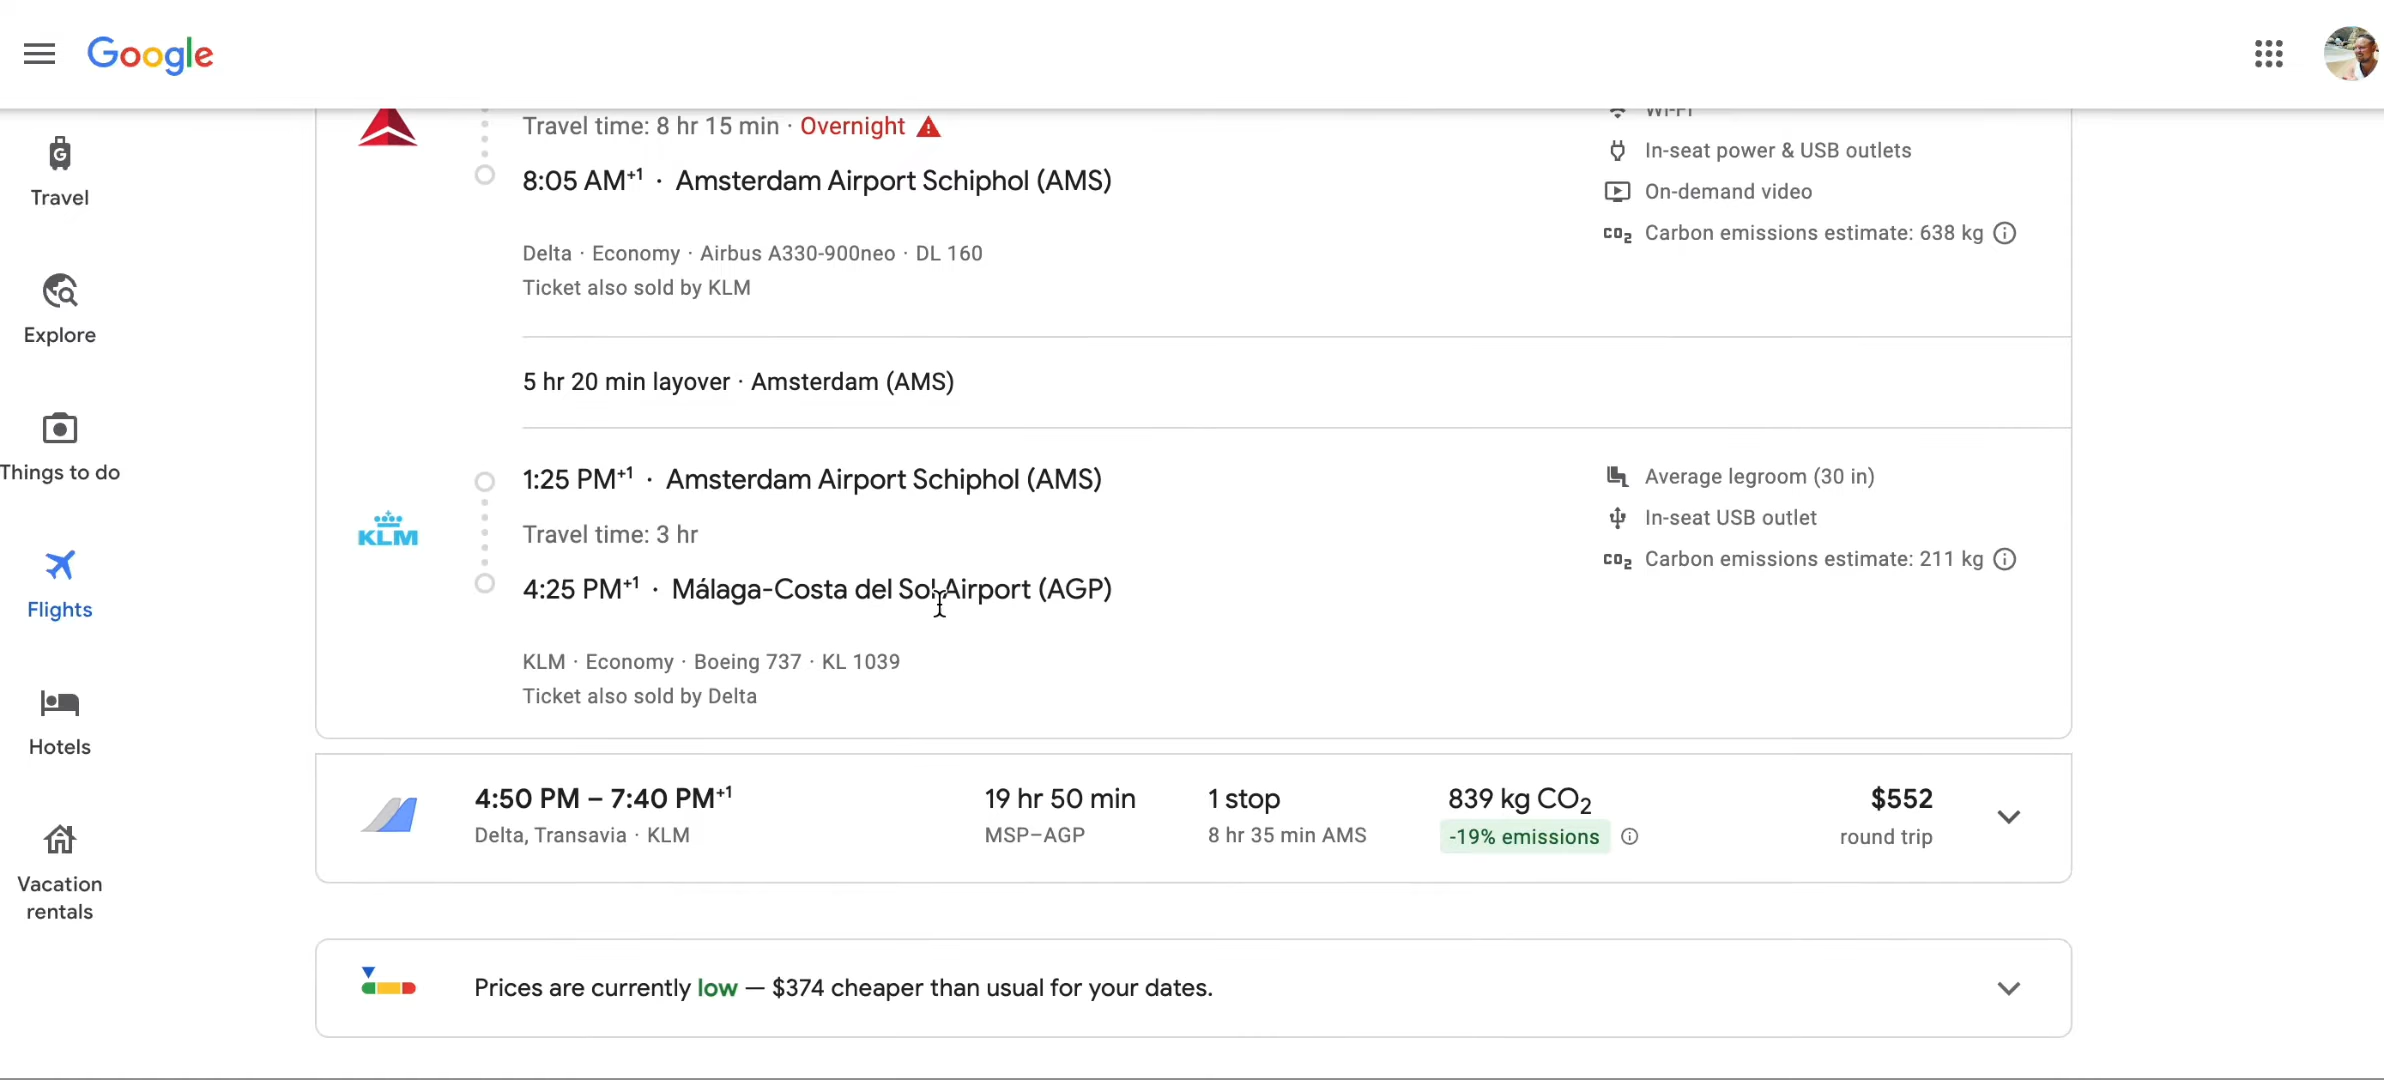 Google
Travel
Explore
Things to do
Flights
Hotels
Vacation
rentals
Travel time: 8 hr 15 min · Overnight
8:05 AM+1 · Amsterdam Airport Schiphol (AMS)
Delta · Economy · Airbus A330-900neo · DL 160
Ticket also sold by KLM
Wi-Fi
In-seat power & USB outlets
On-demand video
CO2 Carbon emissions estimate: 638 kg
5 hr 20 min layover · Amsterdam (AMS)
KLM
1:25 PM+1 · Amsterdam Airport Schiphol (AMS)
Travel time: 3 hr
4:25 PM+1 · Málaga-Costa del Sol Airport (AGP)
KLM · Economy · Boeing 737 · KL 1039
Ticket also sold by Delta
Average legroom (30 in)
In-seat USB outlet
CO2 Carbon emissions estimate: 211 kg
4:50 PM – 7:40 PM+1 19 hr 50 min 1 stop 839 kg CO2 $552
Delta, Transavia · KLM MSP–AGP 8 hr 35 min AMS -19% emissions round trip
Prices are currently low — $374 cheaper than usual for your dates.